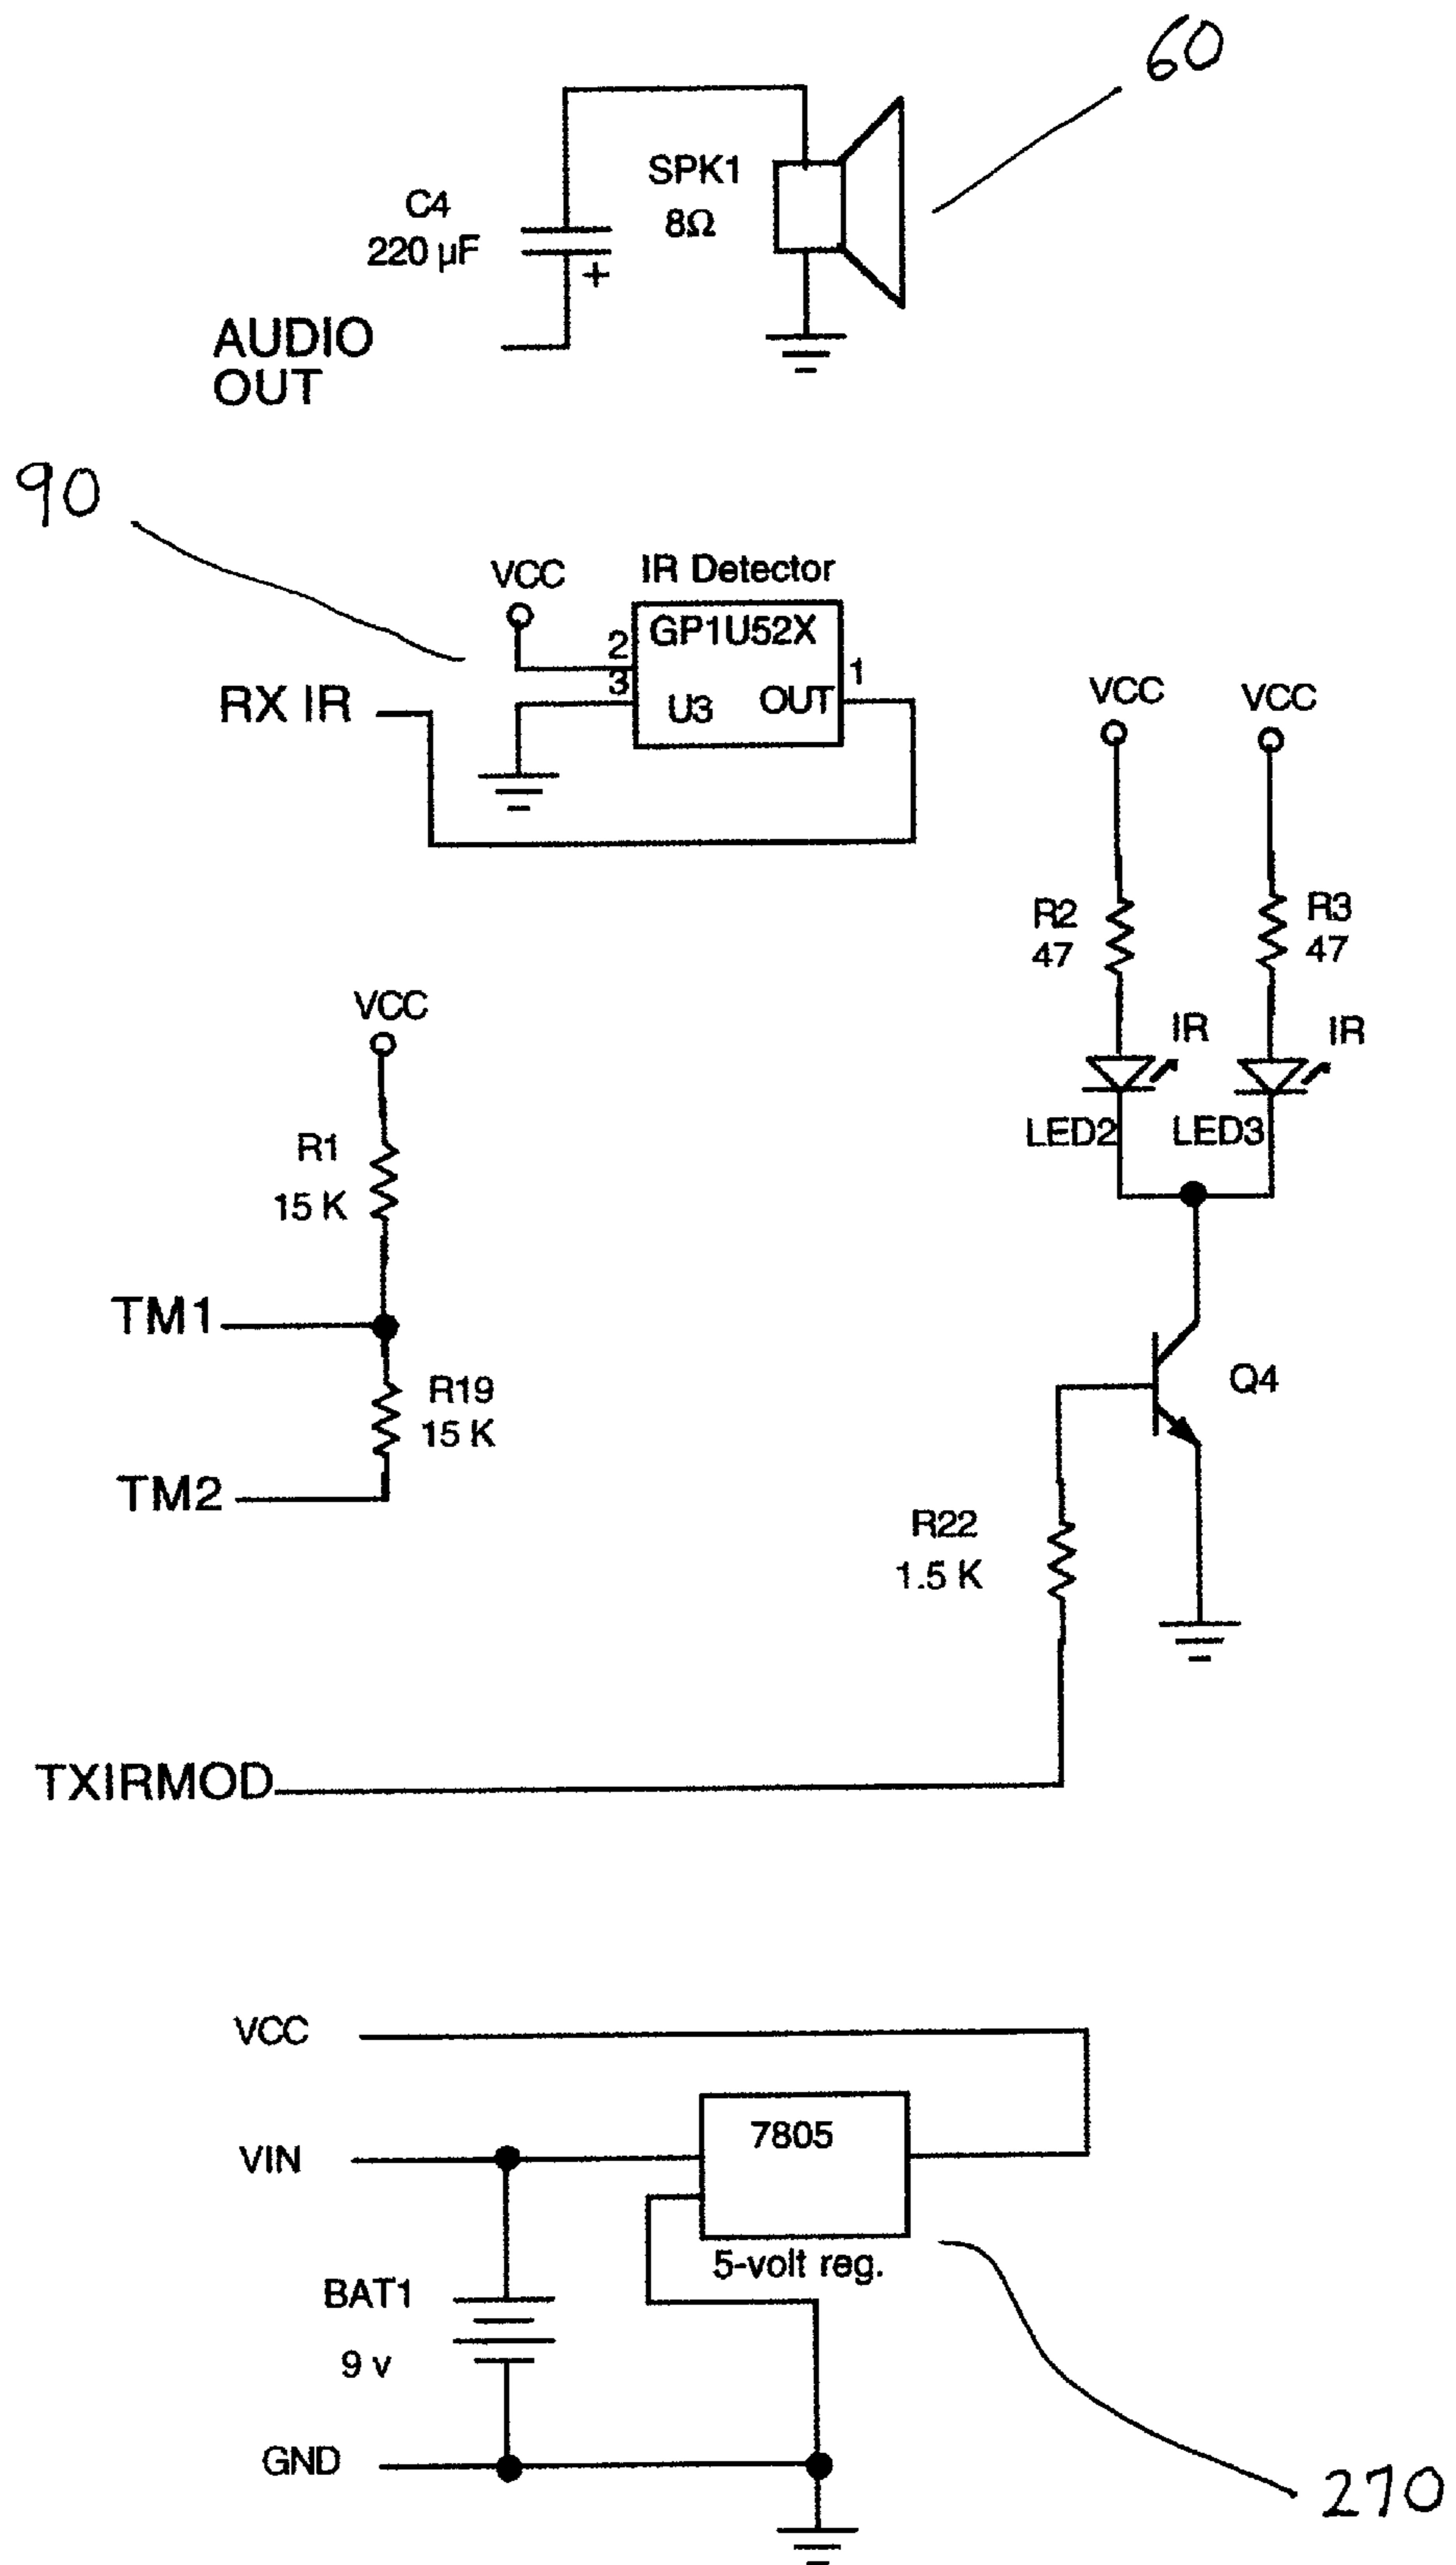 60
SPK1
8Ω
C4
220 µF
+
AUDIO
OUT
90
VCC
IR Detector
GP1U52X
2
3
1
U3
OUT
RX IR
VCC
VCC
R2
47
R3
47
IR
IR
LED2
LED3
VCC
R1
15 K
TM1
R19
15 K
TM2
Q4
R22
1.5 K
TXIRMOD
VCC
7805
VIN
5-volt reg.
BAT1
9 v
GND
270